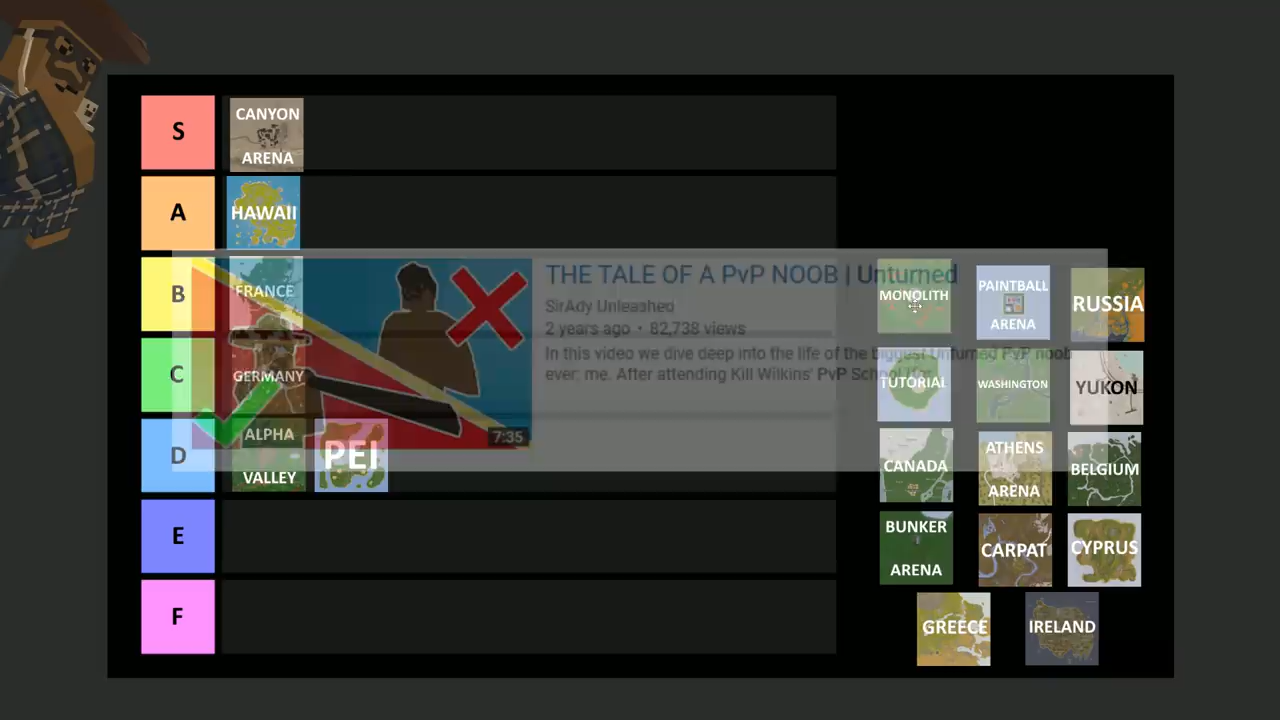 S
CANYON
ARENA
A
HAWAII
B
FRANCE
C
GERMANY
D
ALPHA
VALLEY
PEI
E
F
THE TALE OF A PvP NOOB | Unturned
SirAdy Unleashed
2 years ago • 82,738 views
In this video we dive deep into the life of the biggest Unturned PvP noob
ever: me. After attending Kill Wilkins' PvP School
7:35
MONOLITH
PAINTBALL
ARENA
RUSSIA
TUTORIAL
WASHINGTON
YUKON
CANADA
ATHENS
ARENA
BELGIUM
BUNKER
ARENA
CARPAT
CYPRUS
GREECE
IRELAND